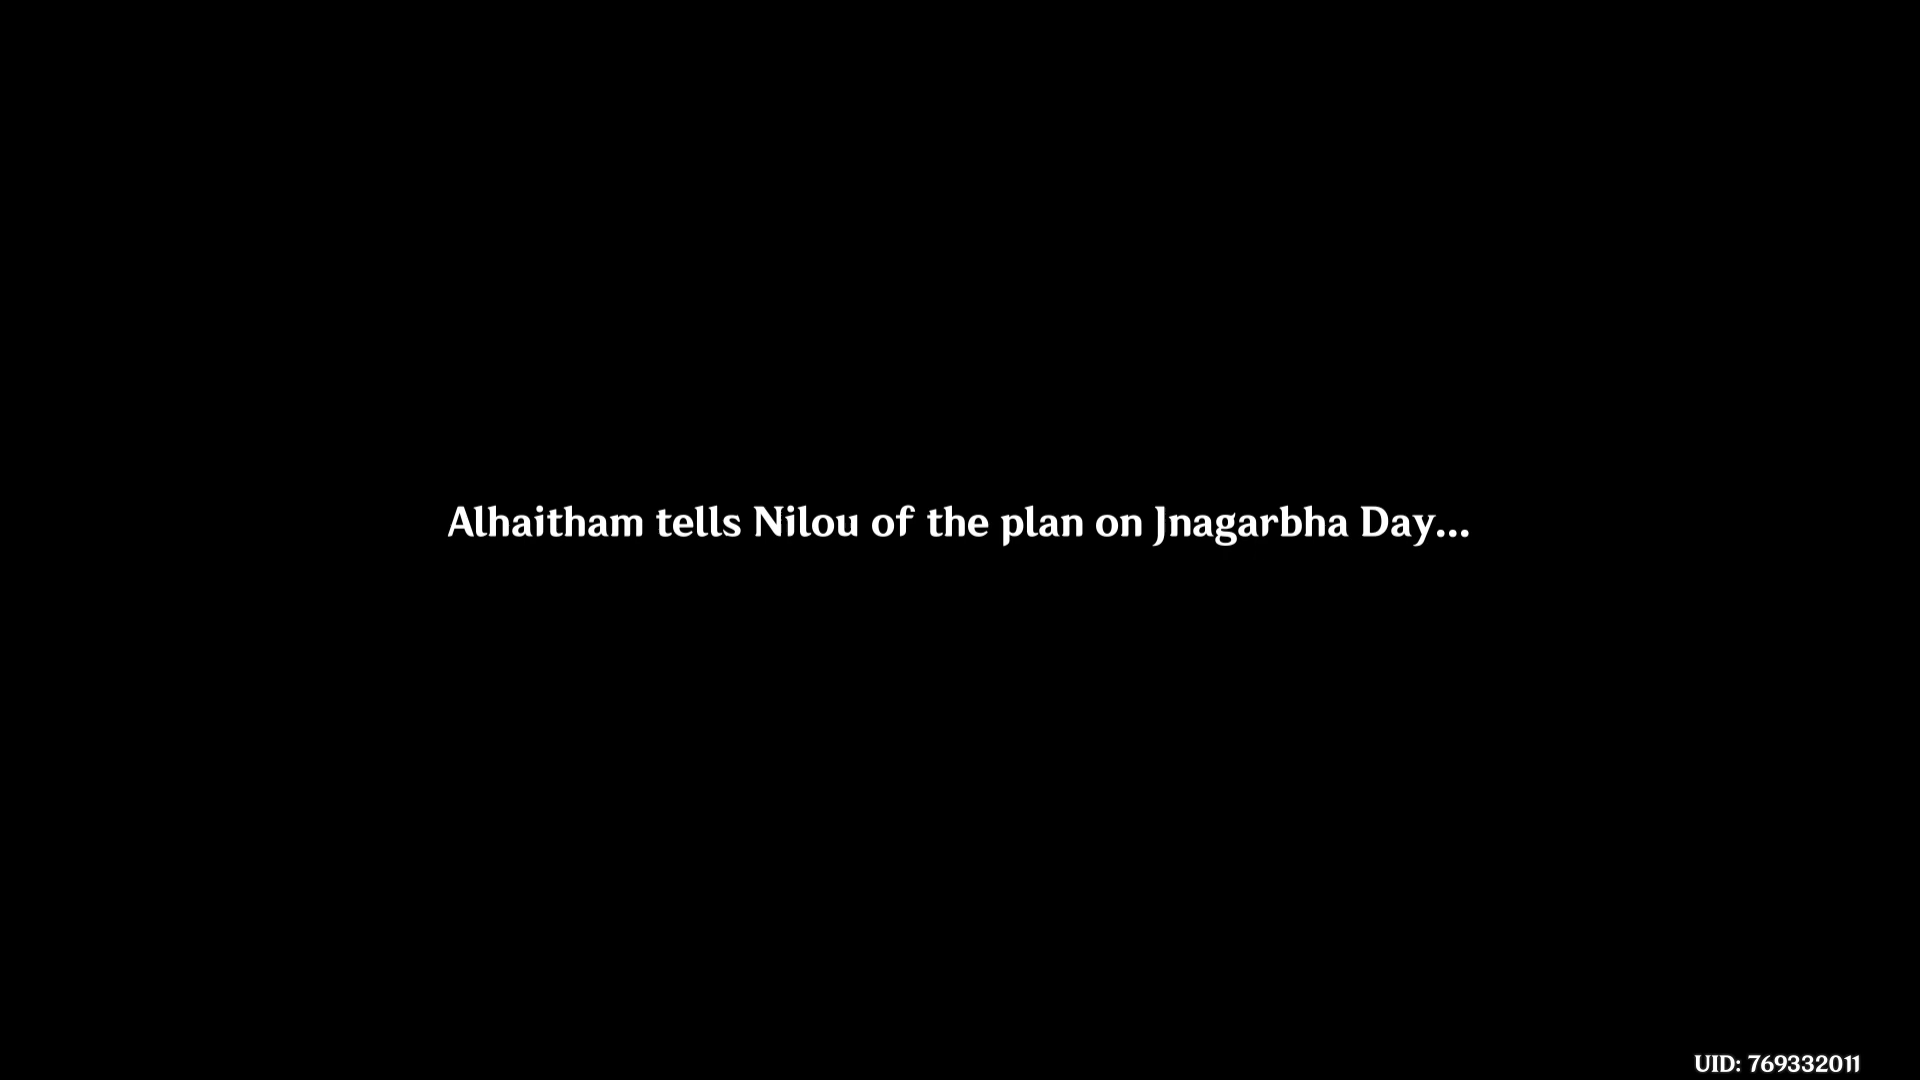 Alhaitham tells Nilou of the plan on Jnagarbha Day...
UID: 769332011